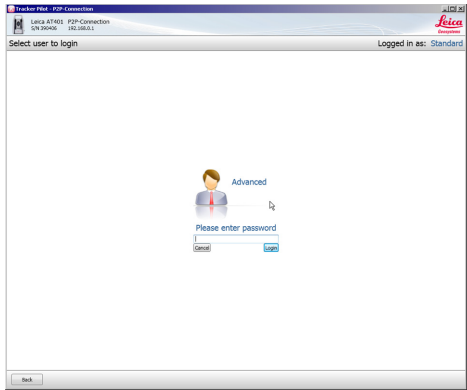 Tracker Pilot - P2P-Connection
Leica AT401 P2P-Connection
S/N 390406 192.168.0.1
Leica
Geosystems
Select user to login Logged in as: Standard
Advanced
Please enter password
Cancel Login
Back